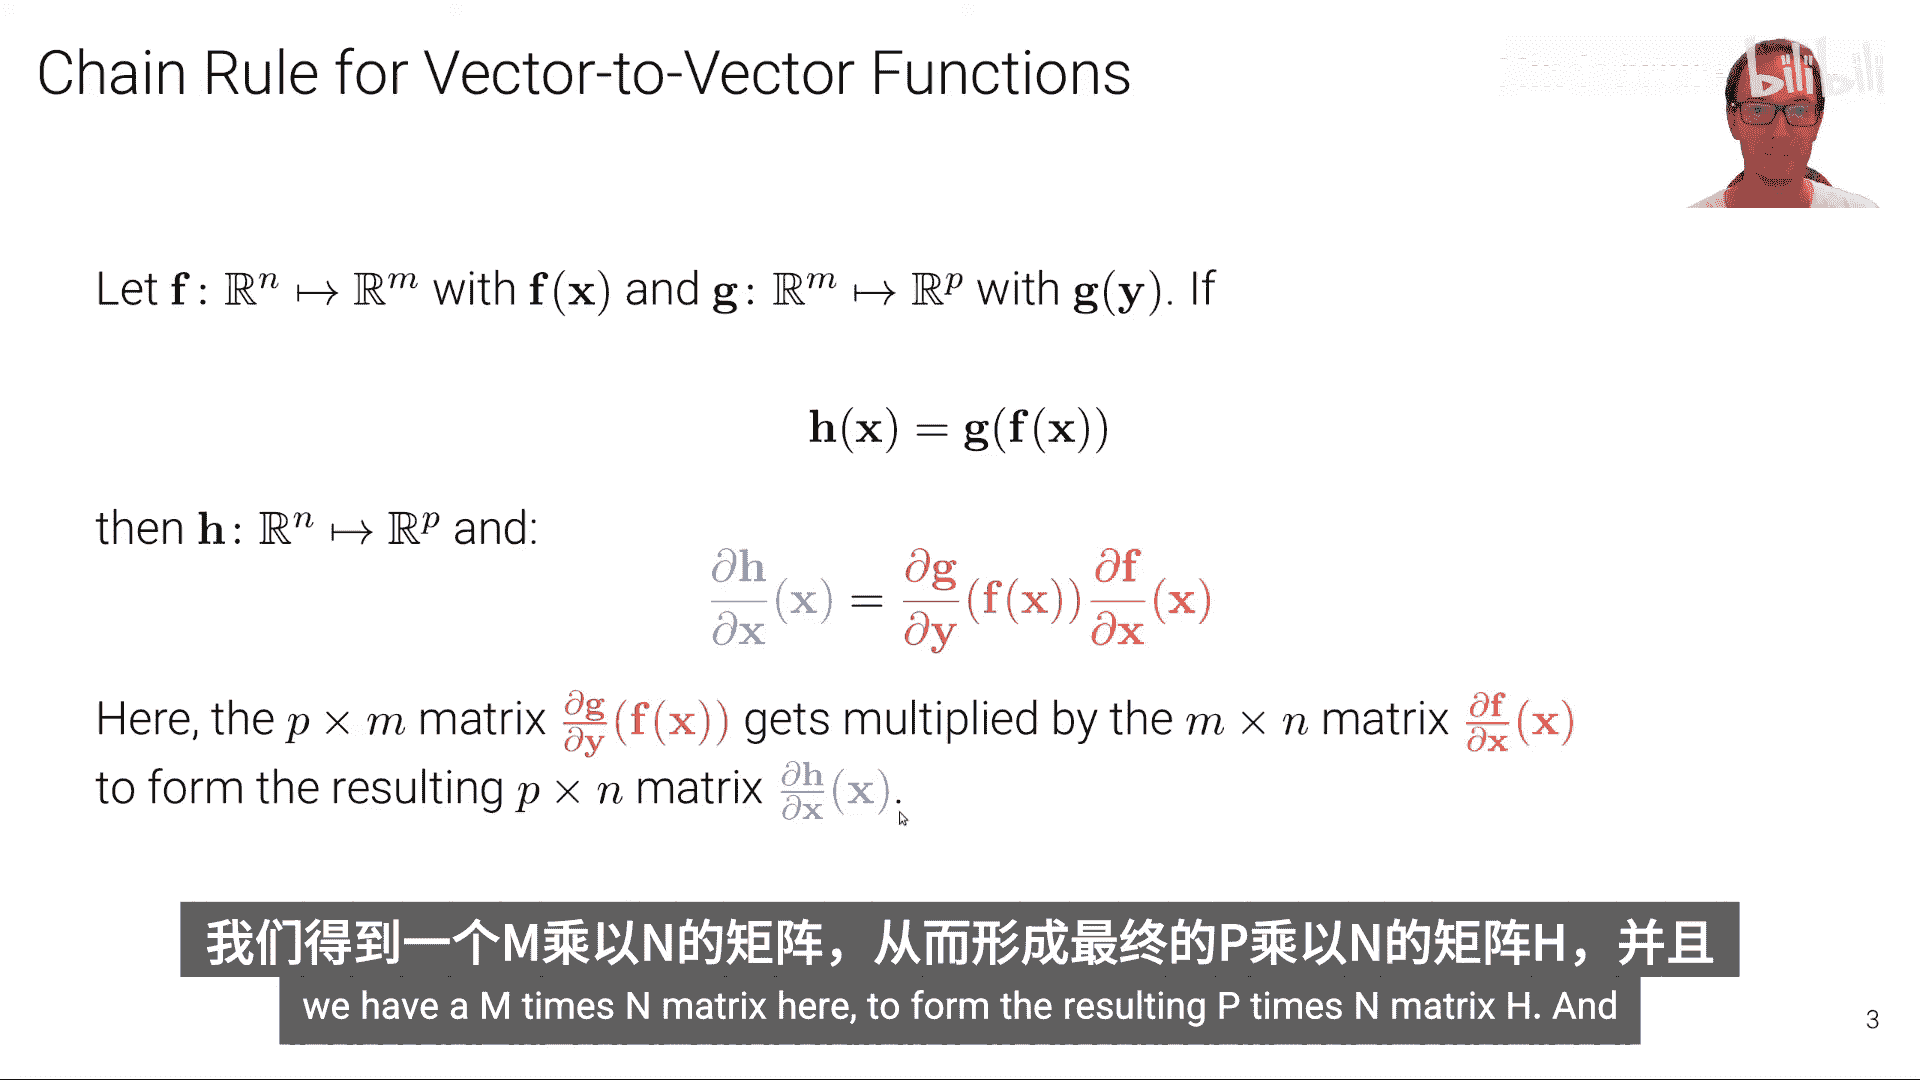 Chain Rule for Vector-to-Vector Functions
bilibili
Let f: ℝⁿ ↦ ℝᵐ with f(x) and g: ℝᵐ ↦ ℝᵖ with g(y). If
h(x) = g(f(x))
then h: ℝⁿ ↦ ℝᵖ and:
∂h/∂x (x) = ∂g/∂y (f(x)) ∂f/∂x (x)
Here, the p × m matrix ∂g/∂y (f(x)) gets multiplied by the m × n matrix ∂f/∂x (x)
to form the resulting p × n matrix ∂h/∂x (x).
我们得到一个M乘以N的矩阵，从而形成最终的P乘以N的矩阵H，并且
we have a M times N matrix here, to form the resulting P times N matrix H. And
3